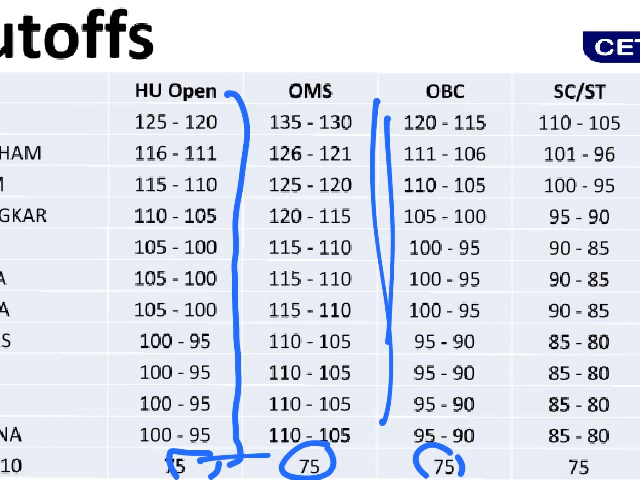 utoffs
CET
HU Open OMS OBC SC/ST
125 - 120 135 - 130 120 - 115 110 - 105
HAM 116 - 111 126 - 121 111 - 106 101 - 96
M 115 - 110 125 - 120 110 - 105 100 - 95
GKAR 110 - 105 120 - 115 105 - 100 95 - 90
105 - 100 115 - 110 100 - 95 90 - 85
A 105 - 100 115 - 110 100 - 95 90 - 85
A 105 - 100 115 - 110 100 - 95 90 - 85
S 100 - 95 110 - 105 95 - 90 85 - 80
100 - 95 110 - 105 95 - 90 85 - 80
100 - 95 110 - 105 95 - 90 85 - 80
NA 100 - 95 110 - 105 95 - 90 85 - 80
10 75 75 75 75